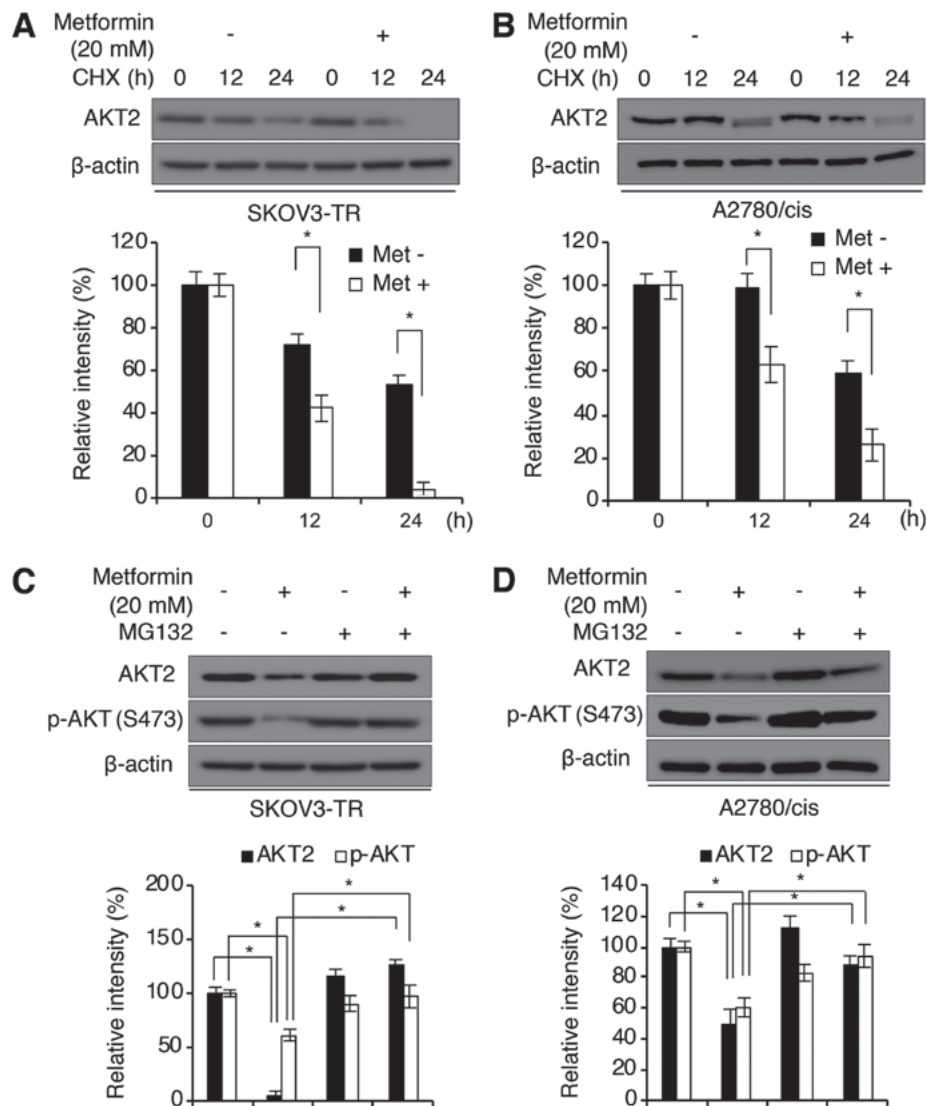 A
Metformin (20 mM) - +
CHX (h) 0 12 24 0 12 24
AKT2
β-actin
SKOV3-TR
Relative intensity (%)
120
100
80
60
40
20
0
Met -
Met +
*
*
0 12 24 (h)
B
Metformin (20 mM) - +
CHX (h) 0 12 24 0 12 24
AKT2
β-actin
A2780/cis
Relative intensity (%)
120
100
80
60
40
20
0
Met -
Met +
*
*
0 12 24 (h)
C
Metformin (20 mM) - + - +
MG132 - - + +
AKT2
p-AKT (S473)
β-actin
SKOV3-TR
AKT2 p-AKT
Relative intensity (%)
200
150
100
50
0
*
*
*
*
D
Metformin (20 mM) - + - +
MG132 - - + +
AKT2
p-AKT (S473)
β-actin
A2780/cis
AKT2 p-AKT
Relative intensity (%)
140
120
100
80
60
40
20
0
*
*
*
*